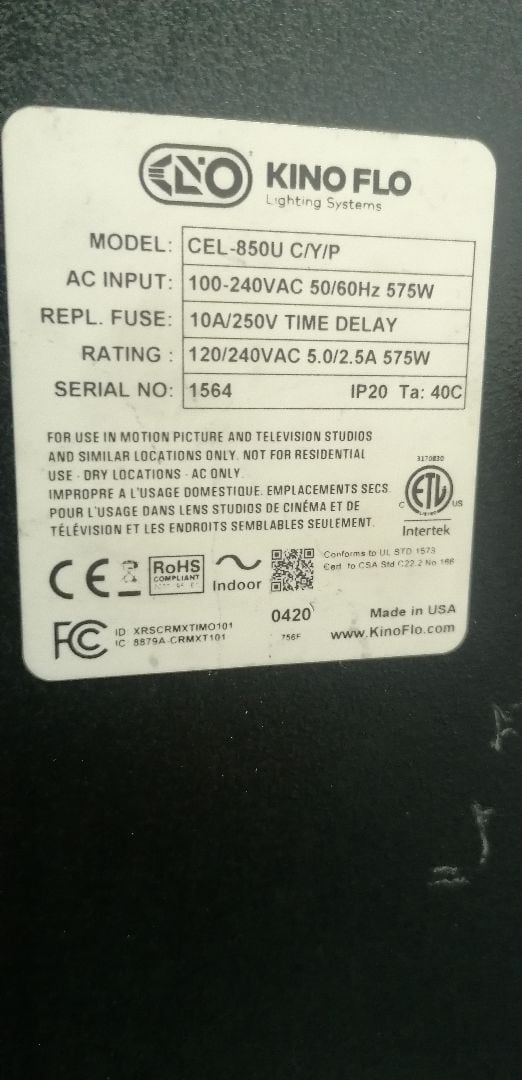 KINO FLO
Lighting Systems
MODEL: CEL-850U C/Y/P
AC INPUT: 100-240VAC 50/60Hz 575W
REPL. FUSE: 10A/250V TIME DELAY
RATING : 120/240VAC 5.0/2.5A 575W
SERIAL NO: 1564 IP20 Ta: 40C
FOR USE IN MOTION PICTURE AND TELEVISION STUDIOS
AND SIMILAR LOCATIONS ONLY. NOT FOR RESIDENTIAL
USE - DRY LOCATIONS - AC ONLY.
IMPROPRE A L'USAGE DOMESTIQUE. EMPLACEMENTS SECS.
POUR L'USAGE DANS LENS STUDIOS DE CINÉMA ET DE
TÉLÉVISION ET LES ENDROITS SEMBLABLES SEULEMENT.
3170830
C ETL US
Intertek
CE
RoHS
COMPLIANT
Indoor
Conforms to UL STD 1573
Cert. to CSA Std C22.2 No.166
FC
ID: XRSCRMXTIMO101
IC: 8879A-CRMXT101
0420
756F
Made in USA
www.KinoFlo.com